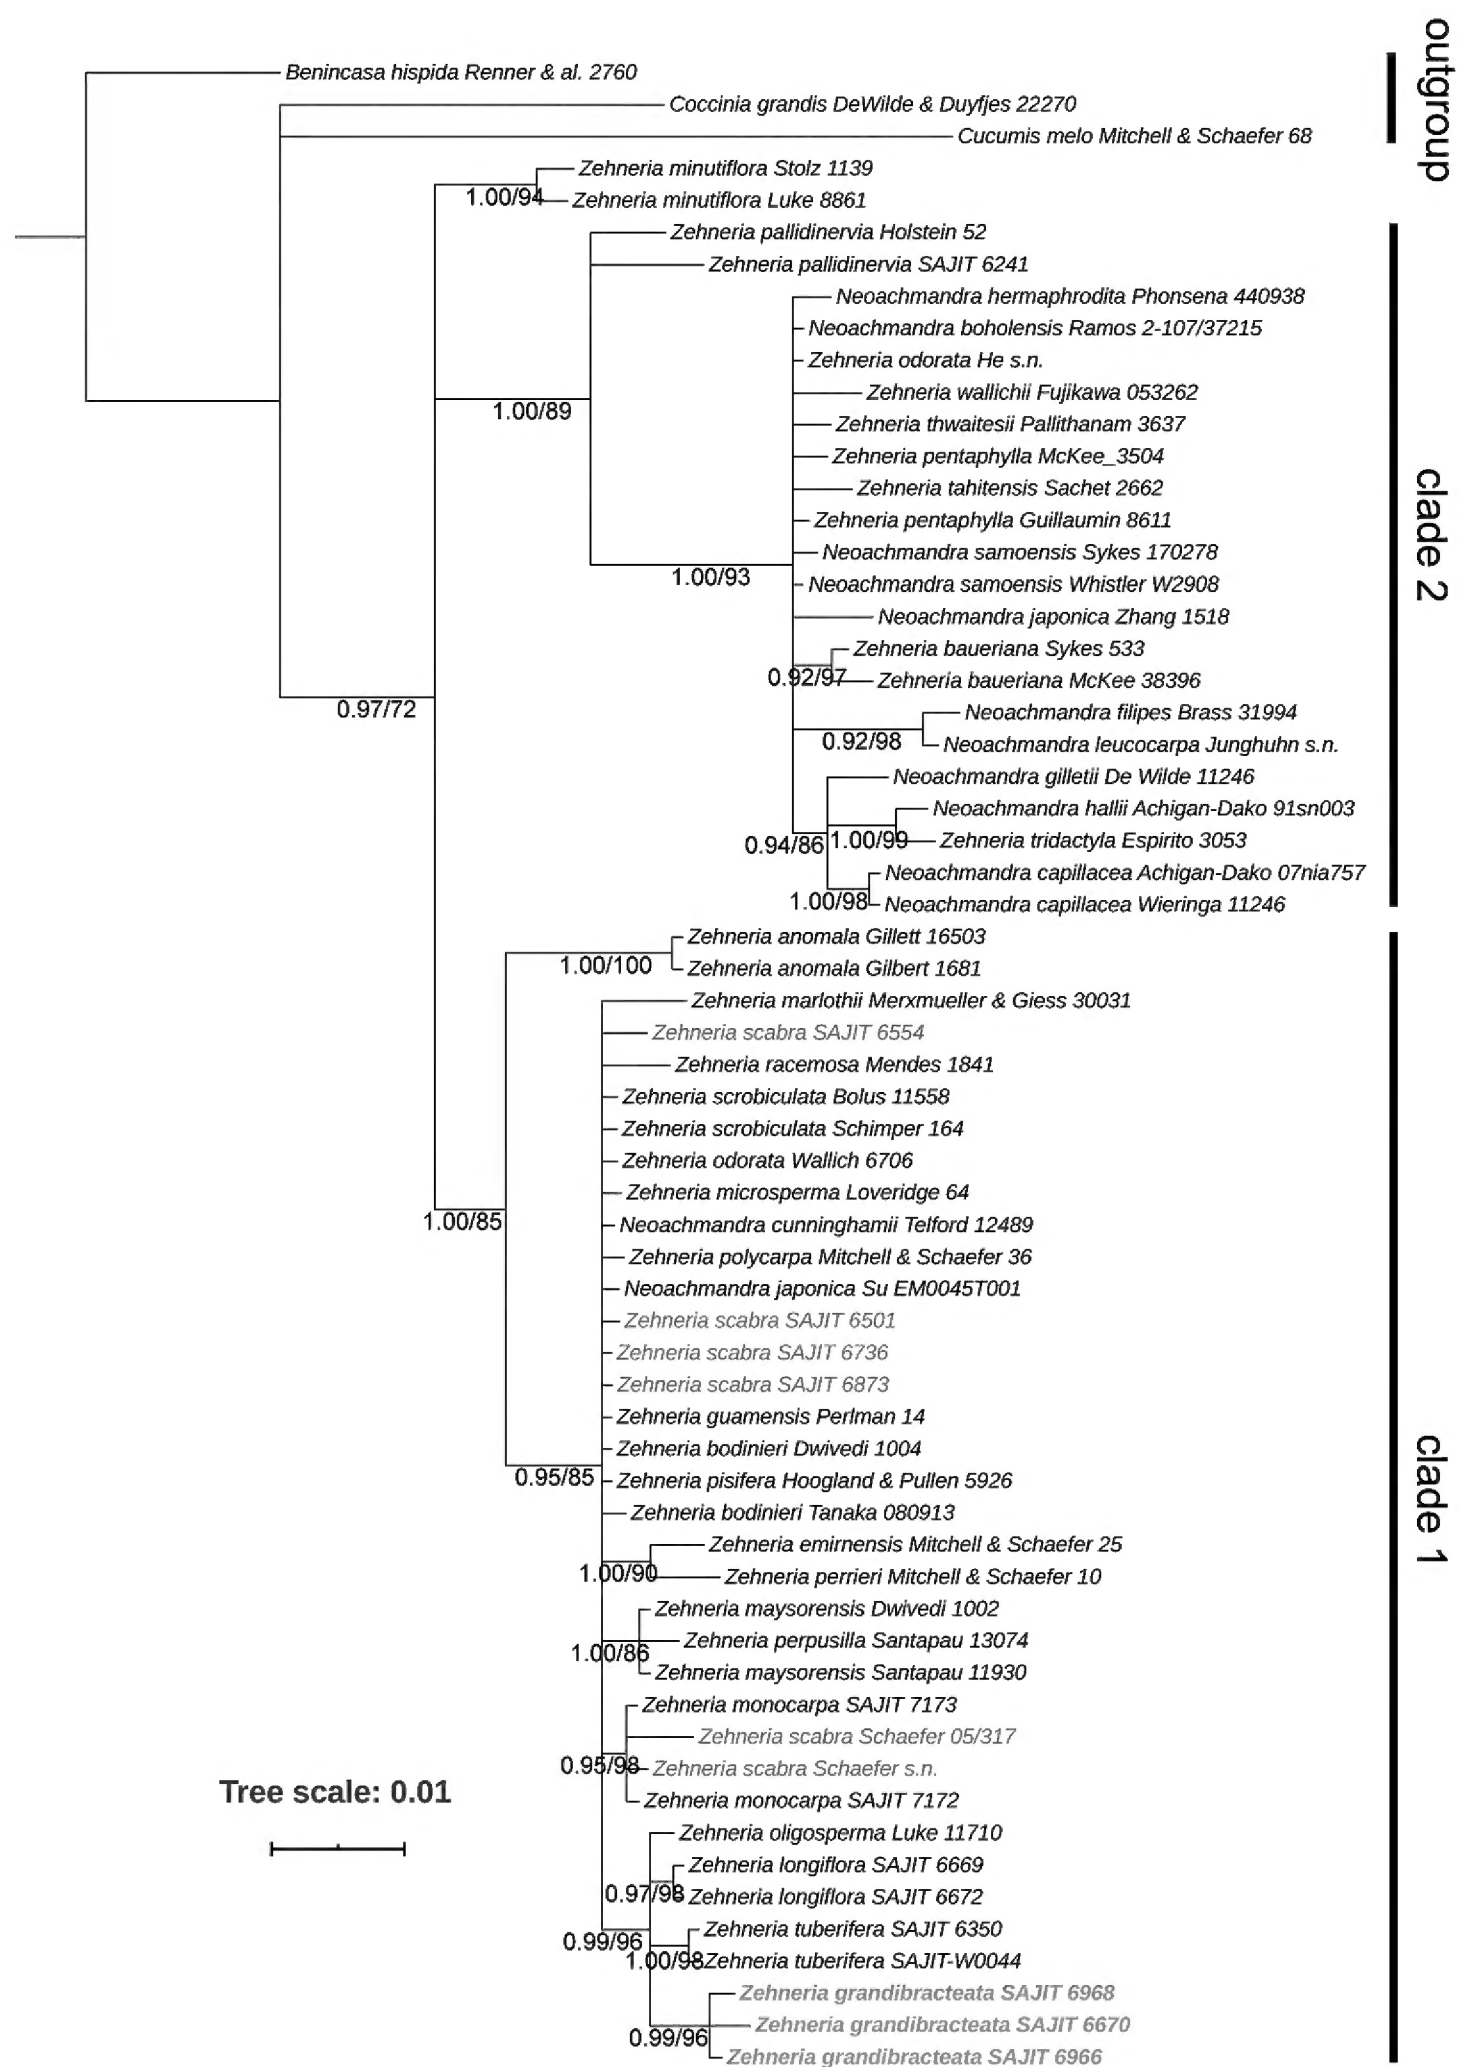 outgroup
Benincasa hispida Renner & al. 2760
Coccinia grandis DeWilde & Duyfjes 22270
Cucumis melo Mitchell & Schaefer 68
Zehneria minutiflora Stolz 1139
1.00/94
Zehneria minutiflora Luke 8861
Zehneria pallidinervia Holstein 52
Zehneria pallidinervia SAJIT 6241
Neoachmandra hermaphrodita Phonsena 440938
Neoachmandra boholensis Ramos 2-107/37215
Zehneria odorata He s.n.
Zehneria wallichii Fujikawa 053262
1.00/89
Zehneria thwaitesii Pallithanam 3637
Zehneria pentaphylla McKee_3504
Zehneria tahitensis Sachet 2662
clade 2
Zehneria pentaphylla Guillaumin 8611
Neoachmandra samoensis Sykes 170278
1.00/93
Neoachmandra samoensis Whistler W2908
Neoachmandra japonica Zhang 1518
Zehneria baueriana Sykes 533
0.92/97
Zehneria baueriana McKee 38396
0.97/72
Neoachmandra filipes Brass 31994
0.92/98
Neoachmandra leucocarpa Junghuhn s.n.
Neoachmandra gilletii De Wilde 11246
Neoachmandra hallii Achigan-Dako 91sn003
0.94/86
1.00/99
Zehneria tridactyla Espirito 3053
Neoachmandra capillacea Achigan-Dako 07nia757
1.00/98
Neoachmandra capillacea Wieringa 11246
Zehneria anomala Gillett 16503
1.00/100
Zehneria anomala Gilbert 1681
Zehneria marlothii Merxmueller & Giess 30031
Zehneria scabra SAJIT 6554
Zehneria racemosa Mendes 1841
Zehneria scrobiculata Bolus 11558
Zehneria scrobiculata Schimper 164
Zehneria odorata Wallich 6706
Zehneria microsperma Loveridge 64
1.00/85
Neoachmandra cunninghamii Telford 12489
Zehneria polycarpa Mitchell & Schaefer 36
Neoachmandra japonica Su EM0045T001
Zehneria scabra SAJIT 6501
Zehneria scabra SAJIT 6736
Zehneria scabra SAJIT 6873
Zehneria guamensis Perlman 14
Zehneria bodinieri Dwivedi 1004
0.95/85
Zehneria pisifera Hoogland & Pullen 5926
clade 1
Zehneria bodinieri Tanaka 080913
Zehneria emirnensis Mitchell & Schaefer 25
1.00/90
Zehneria perrieri Mitchell & Schaefer 10
Zehneria maysorensis Dwivedi 1002
Zehneria perpusilla Santapau 13074
1.00/86
Zehneria maysorensis Santapau 11930
Zehneria monocarpa SAJIT 7173
Zehneria scabra Schaefer 05/317
0.95/98
Zehneria scabra Schaefer s.n.
Tree scale: 0.01
Zehneria monocarpa SAJIT 7172
Zehneria oligosperma Luke 11710
Zehneria longiflora SAJIT 6669
0.97/98
Zehneria longiflora SAJIT 6672
Zehneria tuberifera SAJIT 6350
0.99/96
1.00/98
Zehneria tuberifera SAJIT-W0044
Zehneria grandibracteata SAJIT 6968
Zehneria grandibracteata SAJIT 6670
0.99/96
Zehneria grandibracteata SAJIT 6966